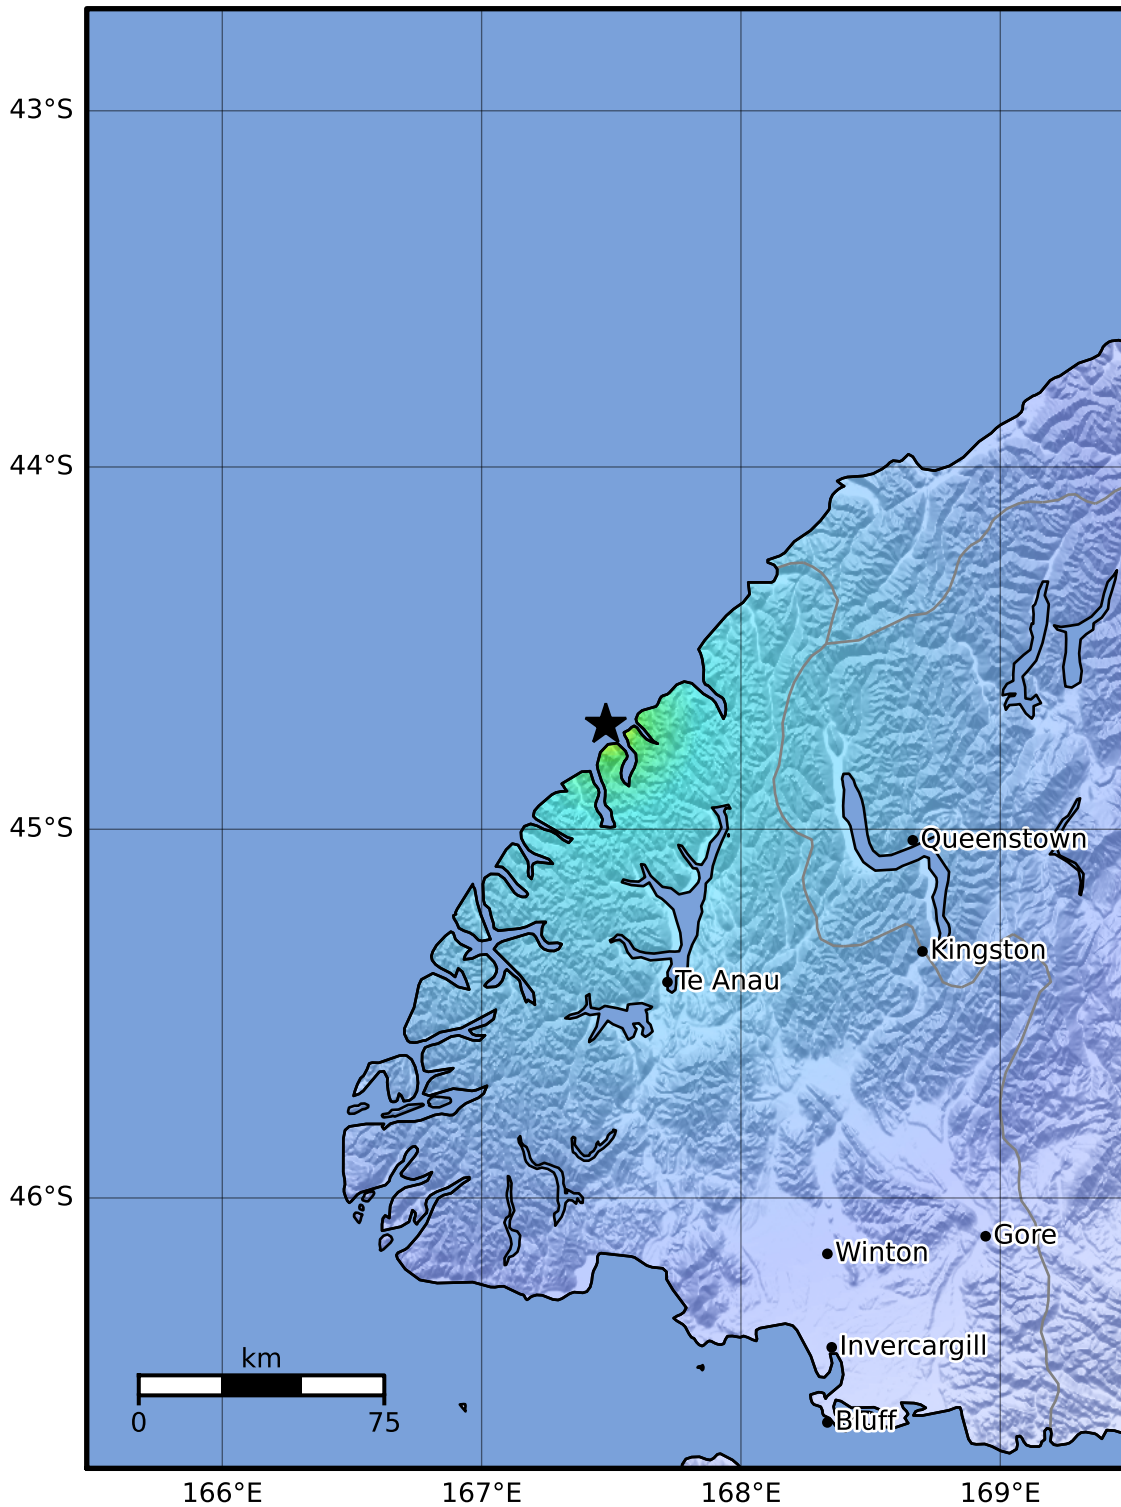 43°S
44°S
45°S
Queenstown
Kingston
Te Anau
46°S
Gore
Winton
Invercargill
km
0 75
Bluff
166°E 167°E 168°E 169°E